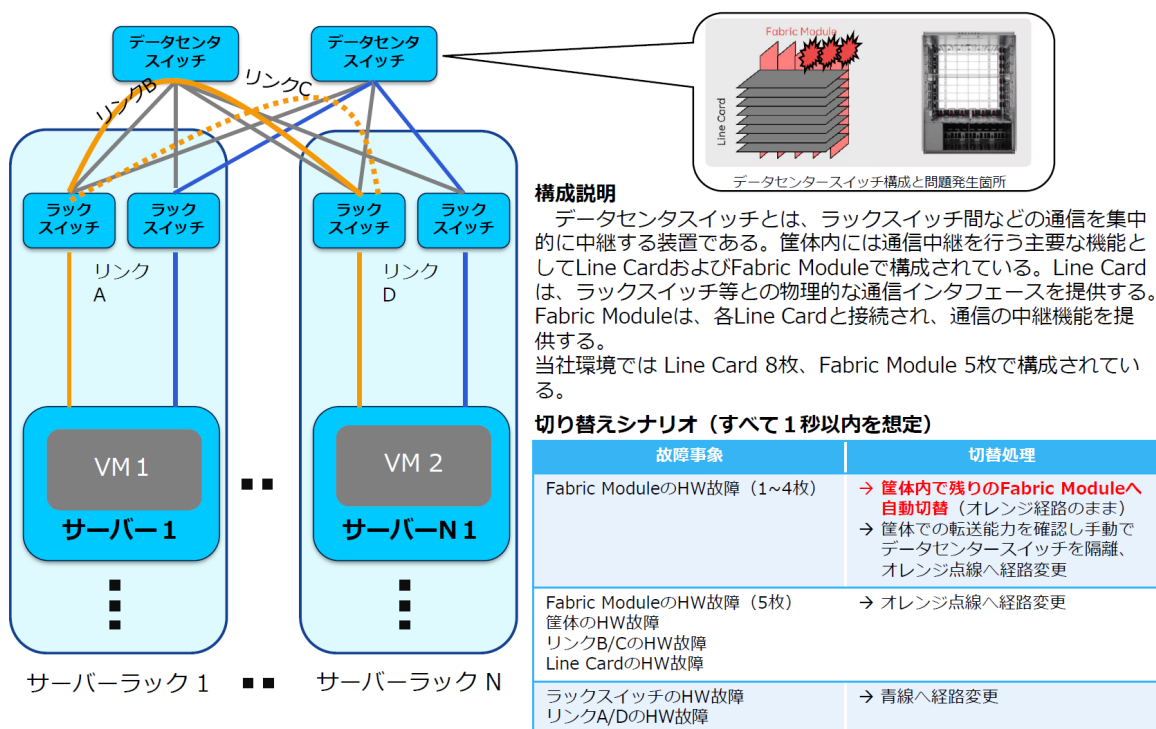 データセンタ
スイッチ
データセンタ
スイッチ
リンクB
リンクC
Fabric Module
Line Card
データセンタースイッチ構成と問題発生箇所
ラック
スイッチ
ラック
スイッチ
ラック
スイッチ
ラック
スイッチ
リンク
A
リンク
D
VM１
サーバー１
VM２
サーバーN１
サーバーラック１
サーバーラック N
構成説明
データセンタスイッチとは、ラックスイッチ間などの通信を集中
的に中継する装置である。筐体内には通信中継を行う主要な機能と
してLine CardおよびFabric Moduleで構成されている。Line Card
は、ラックスイッチ等との物理的な通信インタフェースを提供する。
Fabric Moduleは、各Line Cardと接続され、通信の中継機能を提
供する。
当社環境では Line Card 8枚、Fabric Module 5枚で構成されてい
る。
切り替えシナリオ（すべて１秒以内を想定）
故障事象
切替処理
Fabric ModuleのHW故障（1~4枚）
→ 筐体内で残りのFabric Moduleへ
自動切替（オレンジ経路のまま）
→ 筐体での転送能力を確認し手動で
データセンタースイッチを隔離、
オレンジ点線へ経路変更
Fabric ModuleのHW故障（5枚）
筐体のHW故障
リンクB/CのHW故障
Line CardのHW故障
→ オレンジ点線へ経路変更
ラックスイッチのHW故障
リンクA/DのHW故障
→ 青線へ経路変更